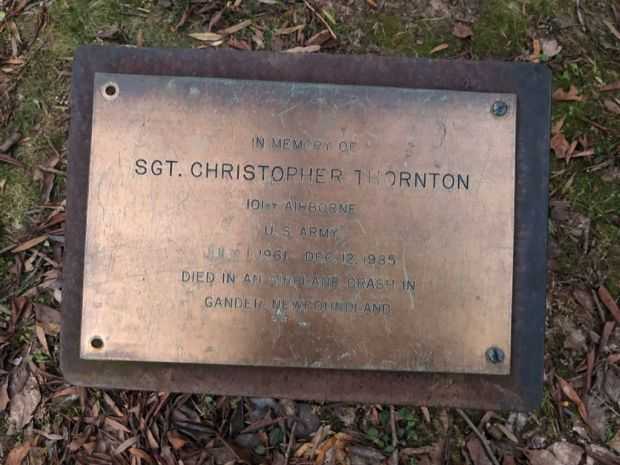 IN MEMORY OF
SGT. CHRISTOPHER THORNTON
101ST AIRBORNE
U.S. ARMY
JULY 1, 1961 DEC. 12, 1985
DIED IN AN AIRPLANE CRASH IN
GANDER, NEWFOUNDLAND